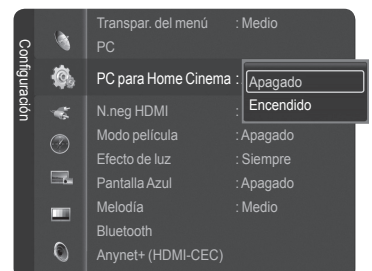 Configuración
Transpar. del menú : Medio
PC
PC para Home Cinema : Apagado
Encendido
N.neg HDMI :
Modo película : Apagado
Efecto de luz : Siempre
Pantalla Azul : Apagado
Melodía : Medio
Bluetooth
Anynet+ (HDMI-CEC)